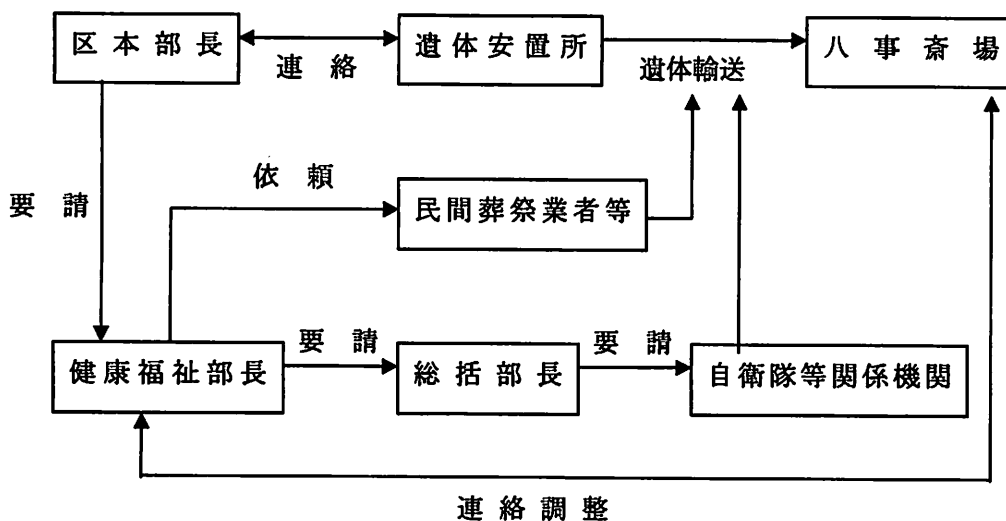 区本部長
遺体安置所
八事斎場
連絡
遺体輸送
依頼
要請
民間葬祭業者等
要請
要請
健康福祉部長
総括部長
自衛隊等関係機関
連絡調整